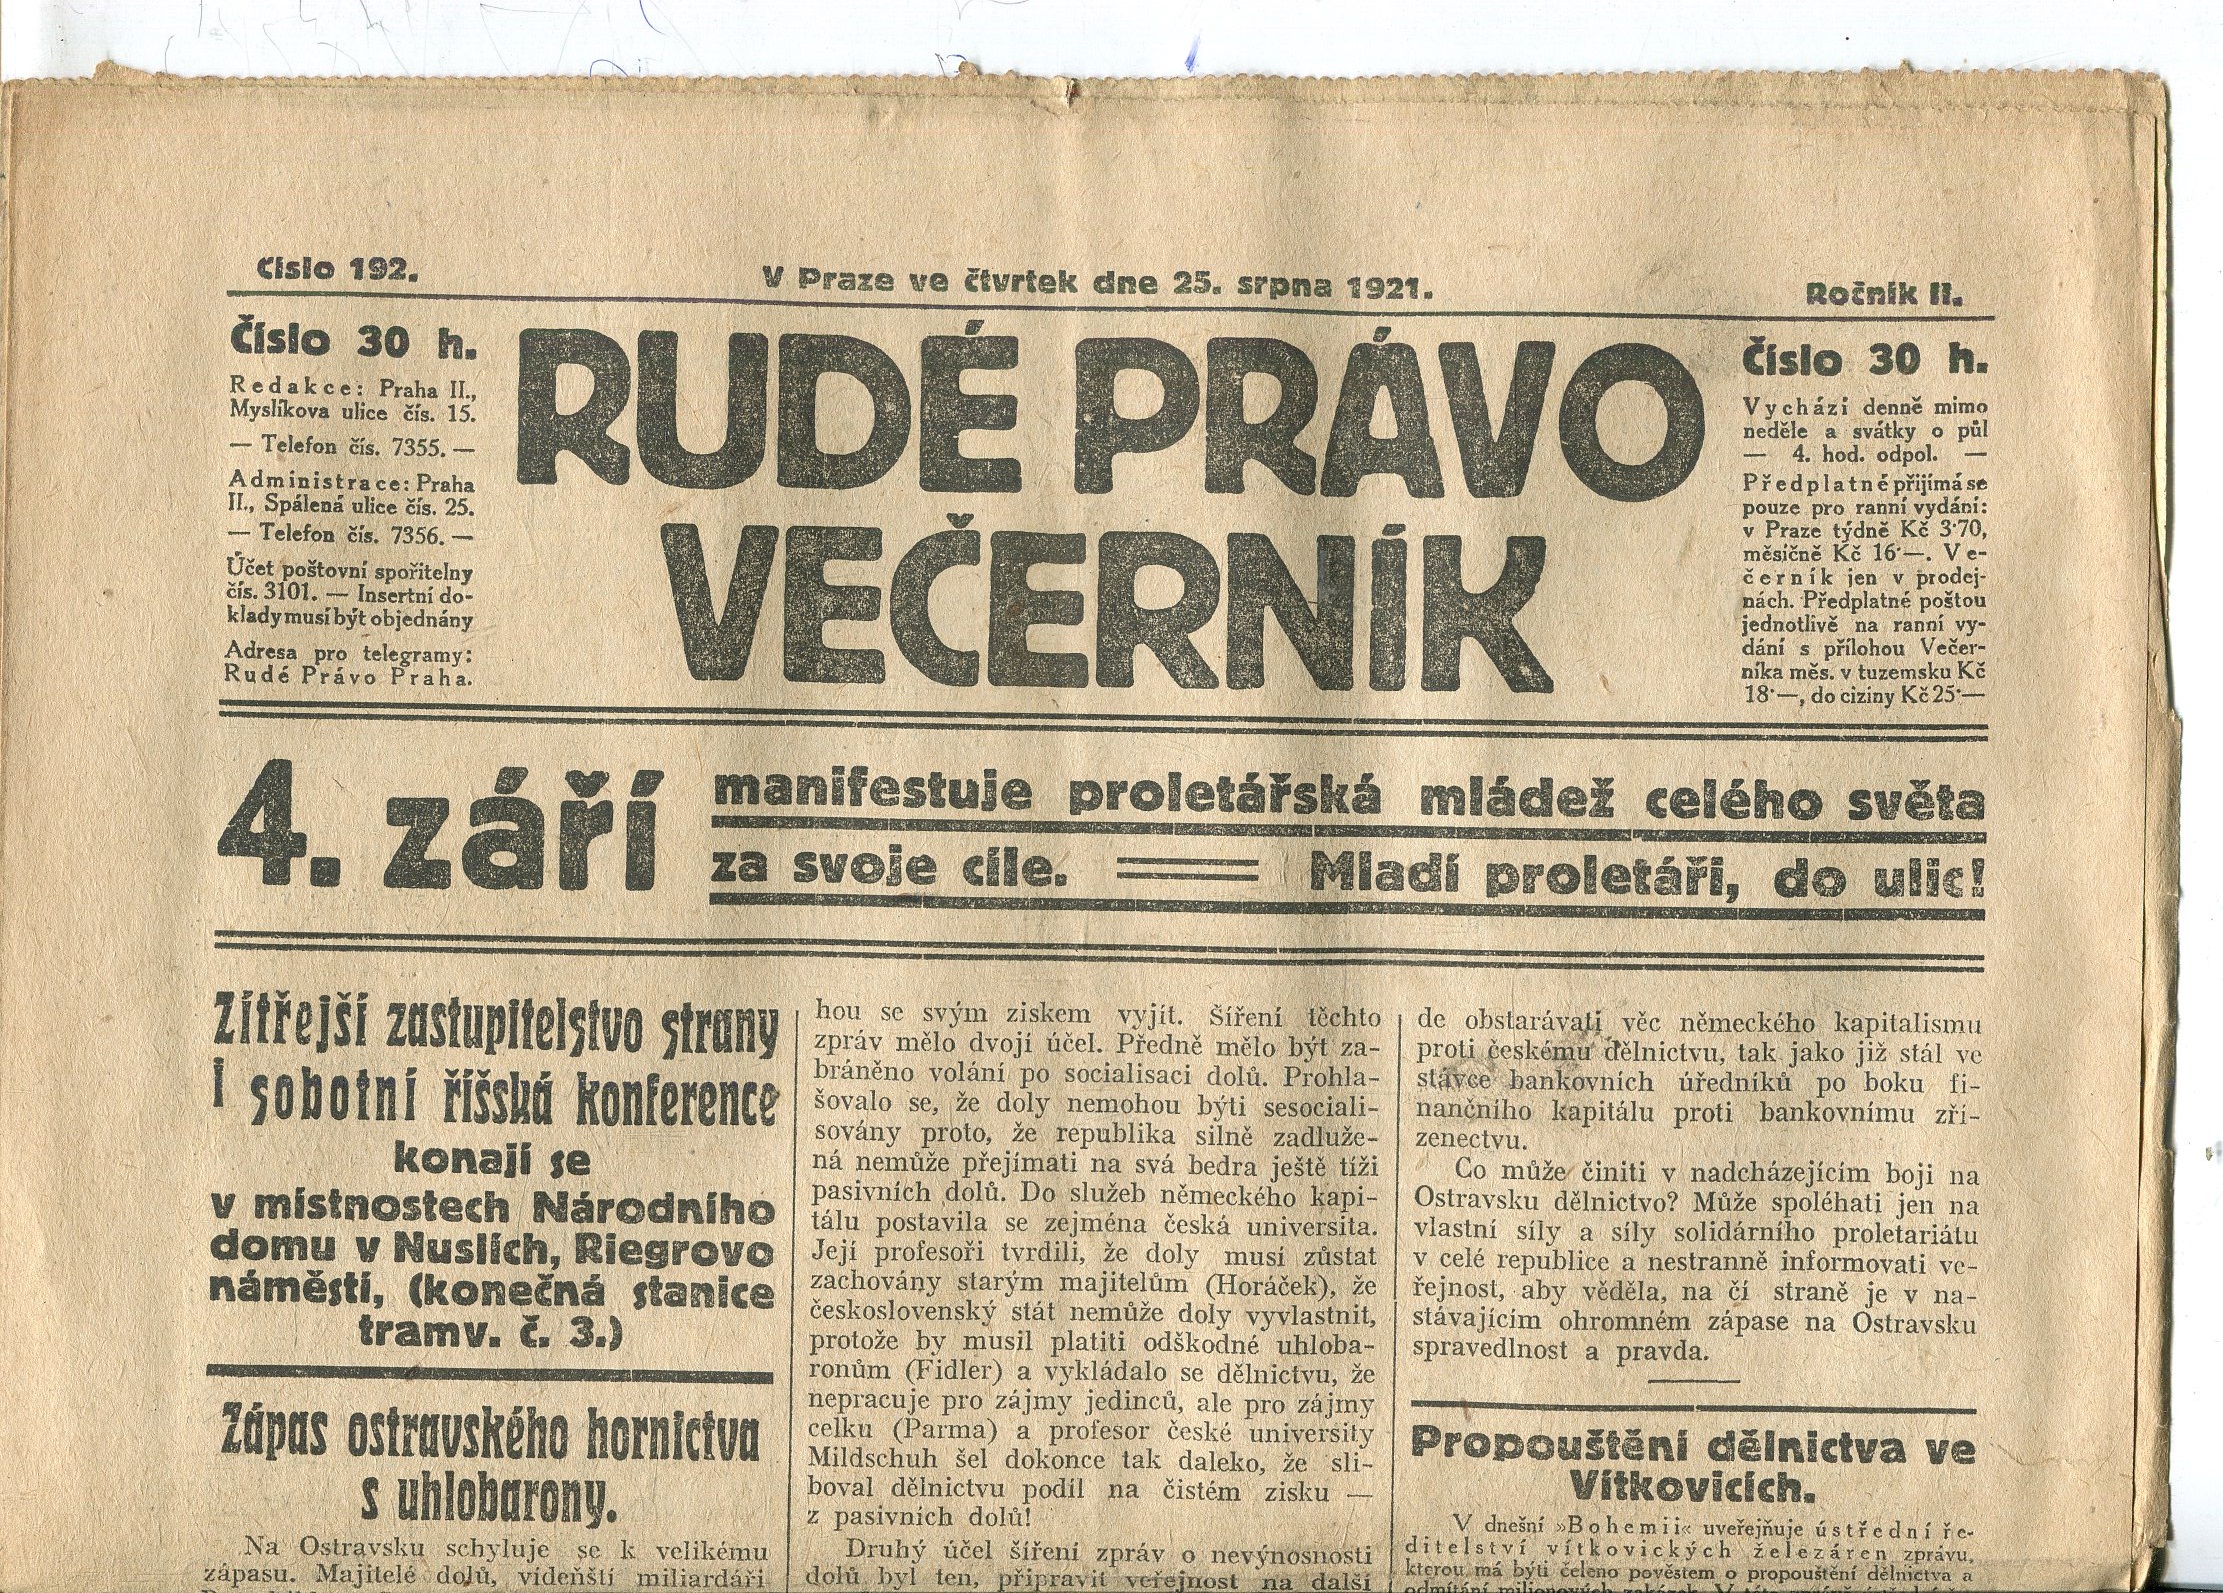 Číslo 192.
V Praze ve čtvrtek dne 25. srpna 1921.
Ročník II.
Číslo 30 h.
Redakce: Praha II.,
Myslíkova ulice čís. 15.
— Telefon čís. 7355. —
Administrace: Praha
II., Spálená ulice čís. 25.
— Telefon čís. 7356. —
Účet poštovní spořitelny
čís. 3101. — Insertní do-
klady musí být objednány
Adresa pro telegramy:
Rudé Právo Praha.
RUDÉ PRÁVO
VEČERNÍK
Číslo 30 h.
Vychází denně mimo
neděle a svátky o půl
— 4. hod. odpol. —
Předplatné přijímá se
pouze pro ranní vydání:
v Praze týdně Kč 3·70,
měsíčně Kč 16·—. Ve-
černík jen v prodej-
nách. Předplatné poštou
jednotlivě na ranní vy-
dání s přílohou Večer-
níka měs. v tuzemsku Kč
18·—, do ciziny Kč 25·—
4. září
manifestuje proletářská mládež celého světa
za svoje cíle. Mladí proletáři, do ulic!
Zítřejší zastupitelstvo strany
i sobotní říšská konference
konají se
v místnostech Národního
domu v Nuslích, Riegrovo
náměstí, (konečná stanice
tramv. č. 3.)
Zápas ostravského hornictva
s uhlobarony.
Na Ostravsku schyluje se k velikému
zápasu. Majitelé dolů, vídeňští miliardáři
hou se svým ziskem vyjít. Šíření těchto
zpráv mělo dvojí účel. Předně mělo být za-
bráněno volání po socialisaci dolů. Prohla-
šovalo se, že doly nemohou býti sesociali-
sovány proto, že republika silně zadluže-
ná nemůže přejímati na svá bedra ještě tíži
pasivních dolů. Do služeb německého kapi-
tálu postavila se zejména česká universita.
Její profesoři tvrdili, že doly musí zůstat
zachovány starým majitelům (Horáček), že
československý stát nemůže doly vyvlastnit,
protože by musil platiti odškodné uhloba-
ronům (Fidler) a vykládalo se dělnictvu, že
nepracuje pro zájmy jedinců, ale pro zájmy
celku (Parma) a profesor české university
Mildschuh šel dokonce tak daleko, že sli-
boval dělnictvu podíl na čistém zisku —
z pasivních dolů!
Druhý účel šíření zpráv o nevýnosnosti
dolů byl ten, připravit veřejnost na další
de obstarávati věc německého kapitalismu
proti českému dělnictvu, tak jako již stál ve
stávce bankovních úředníků po boku fi-
nančního kapitálu proti bankovnímu zří-
zenectvu.
Co může činiti v nadcházejícím boji na
Ostravsku dělnictvo? Může spoléhati jen na
vlastní síly a síly solidárního proletariátu
v celé republice a nestranně informovati ve-
řejnost, aby věděla, na čí straně je v na-
stávajícím ohromném zápase na Ostravsku
spravedlnost a pravda.
Propouštění dělnictva ve
Vítkovicích.
V dnešní »Bohemii« uveřejňuje ústřední ře-
ditelství vítkovických železáren zprávu,
kterou má býti čeleno pověstem o propouštění dělnictva a